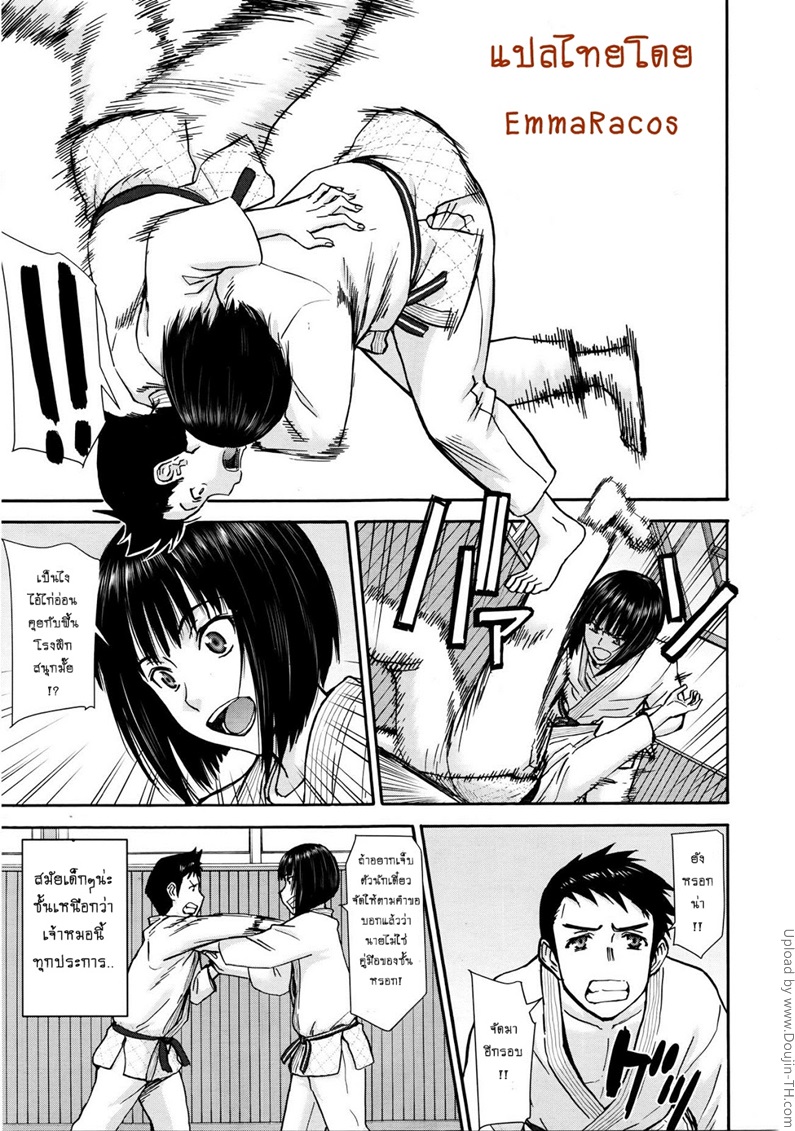 แปลไทยโดย
EmmaRacos
!!
ドバァン
เป็นไง
ไอ้ไก่อ่อน
คุยกับพื้น
โรงฝึก
สนุกมั้ย
!?
ยัง
หรอก
น่า
!!
จัดมา
อีกรอบ
!!
ถ้าอยากเจ็บ
ตัวนักเดี๋ยว
จัดให้ตามคำขอ
บอกแล้วว่า
นายไม่ใช่
คู่มือของชั้น
หรอก!
สมัยเด็กๆน่ะ
ชั้นเหนือกว่า
เจ้าหมอนี้
ทุกประการ..
Upload by www.Doujin-TH.com